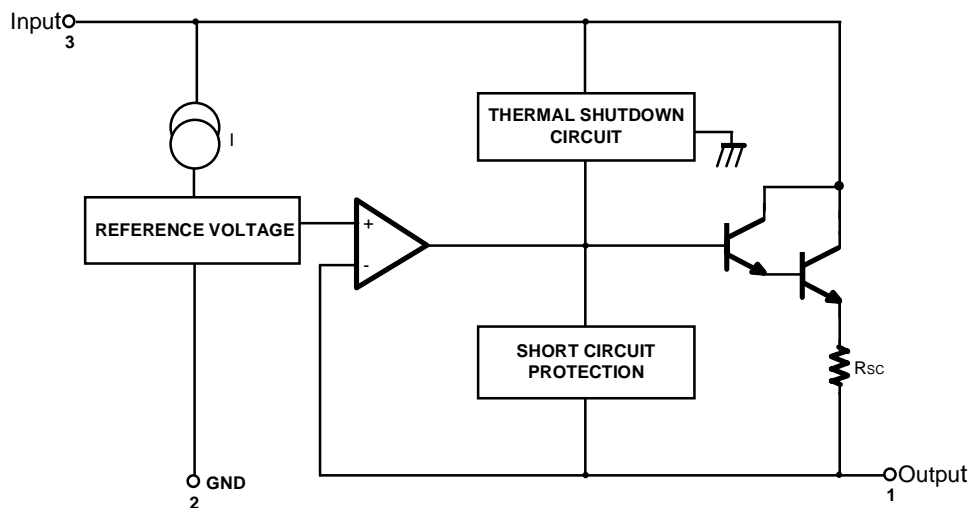 Input
3
THERMAL SHUTDOWN
CIRCUIT
I
REFERENCE VOLTAGE
+
-
SHORT CIRCUIT
PROTECTION
RSC
GND
2
Output
1